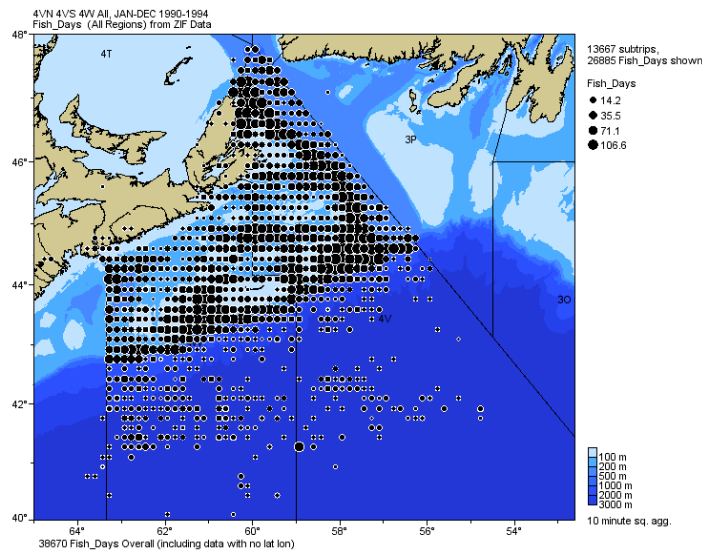 4VN 4VS 4W All, JAN-DEC 1990-1994
Fish_Days (All Regions) from ZIF Data
48°
46°
44°
42°
40°
64°
62°
60°
58°
56°
54°
4T
3P
3O
4V
13667 subtrips,
26885 Fish_Days shown
Fish_Days
14.2
35.5
71.1
106.6
100 m
200 m
500 m
1000 m
2000 m
3000 m
10 minute sq. agg.
38670 Fish_Days Overall (including data with no lat lon)